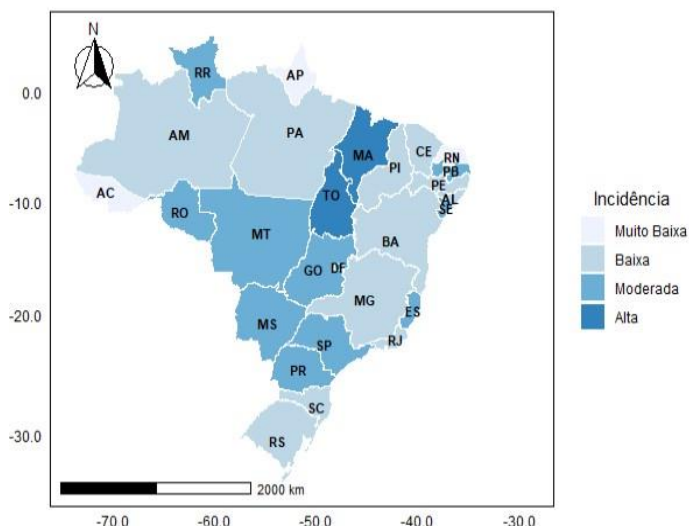 N
RR
AP
0.0
AM
PA
MA
CE
RN
PI
PB
PE
AC
TO
AL
SE
-10.0
RO
MT
BA
GO
DF
MG
MS
ES
-20.0
SP
RJ
PR
SC
RS
-30.0
2000 km
-70.0 -60.0 -50.0 -40.0 -30.0
Incidência
Muito Baixa
Baixa
Moderada
Alta